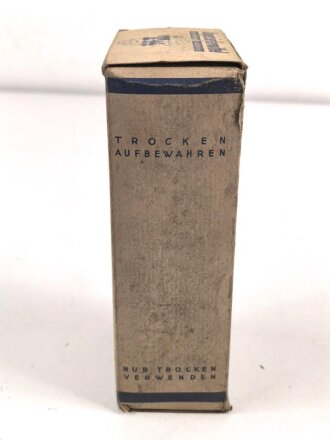 TROCKEN
AUFBEWAHREN
NUR TROCKEN
VERWENDEN